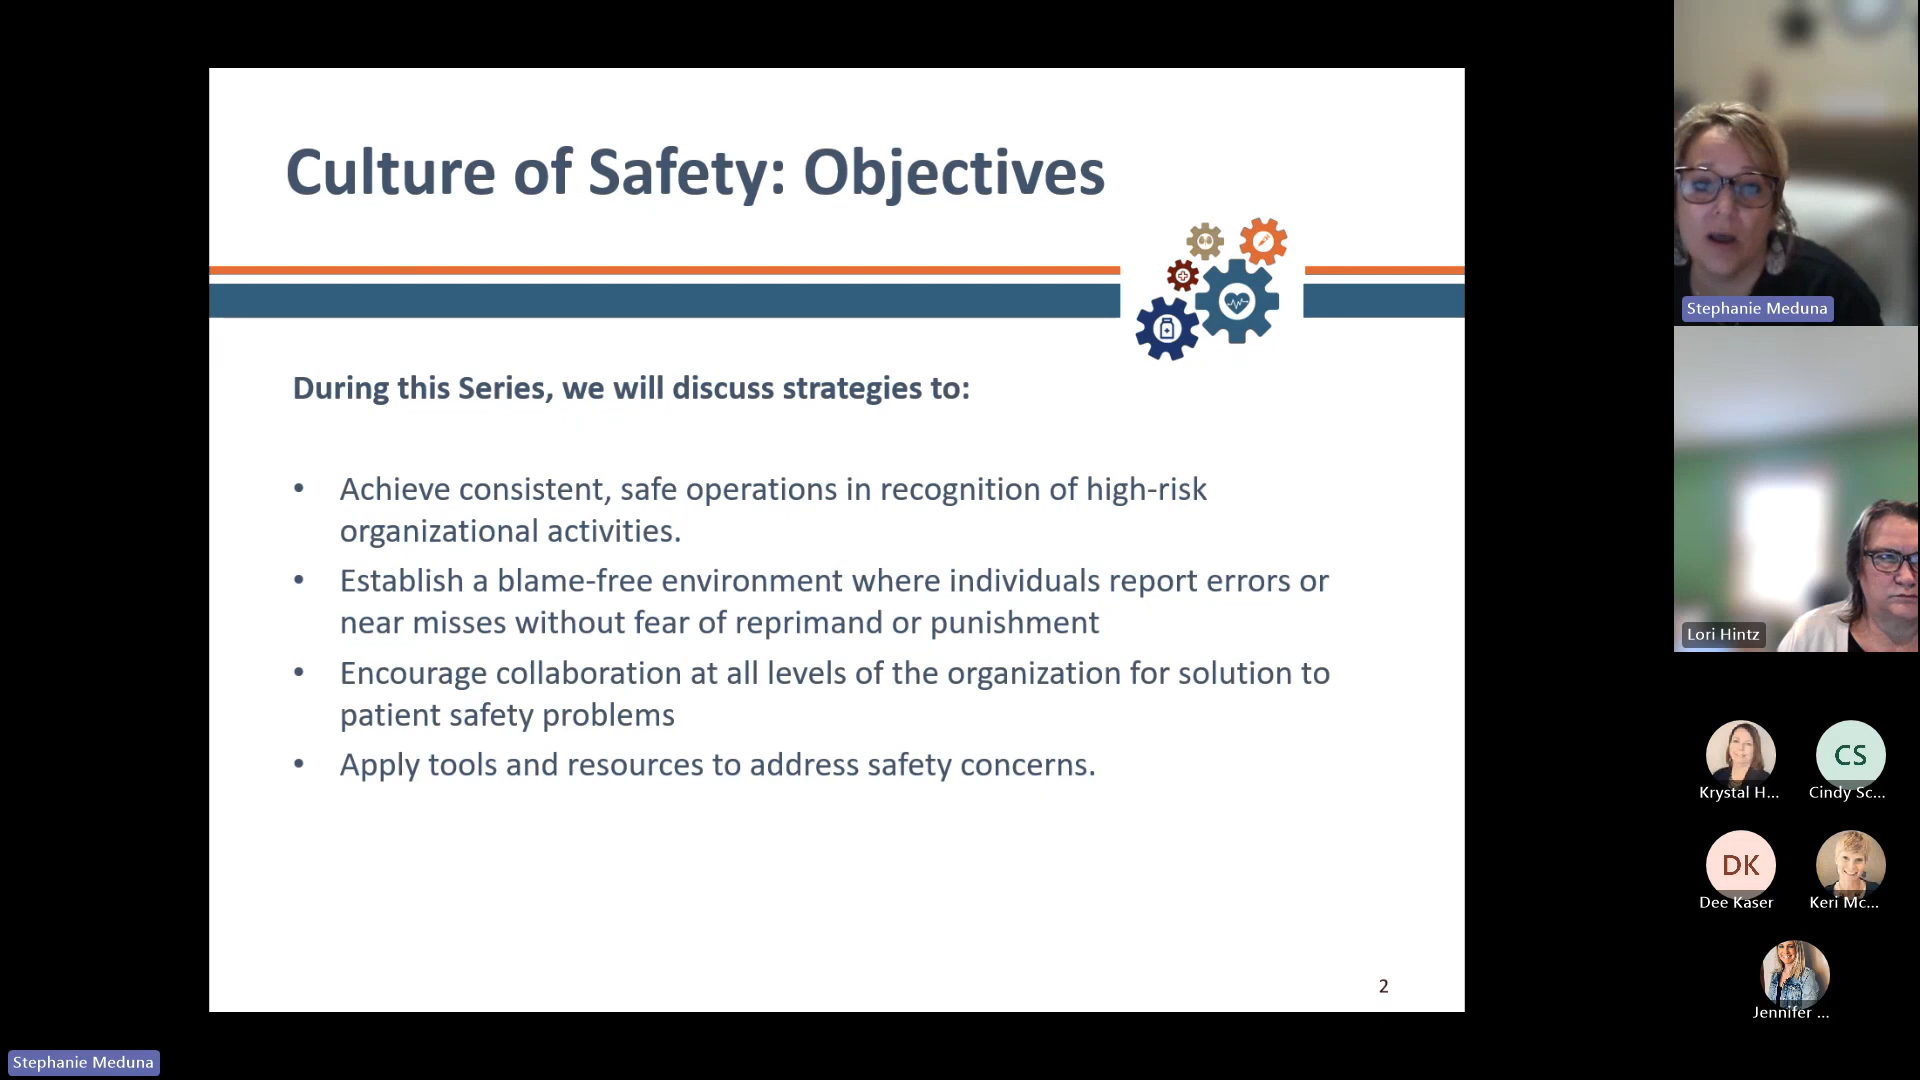 Culture of Safety: Objectives
During this Series, we will discuss strategies to:
• Achieve consistent, safe operations in recognition of high-risk
organizational activities.
• Establish a blame-free environment where individuals report errors or
near misses without fear of reprimand or punishment
• Encourage collaboration at all levels of the organization for solution to
patient safety problems
• Apply tools and resources to address safety concerns.
2
Stephanie Meduna
Stephanie Meduna
Lori Hintz
Krystal H...
CS
Cindy Sc...
DK
Dee Kaser
Keri Mc...
Jennifer ...